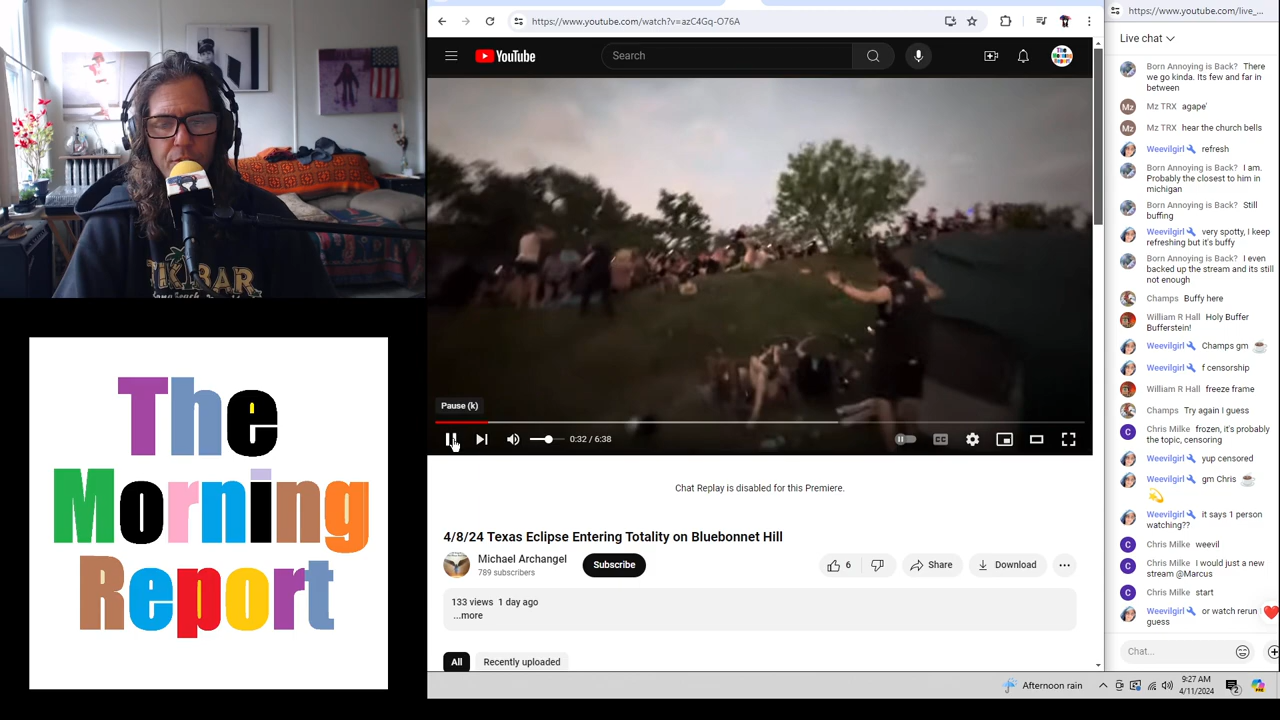 TIKI BAR
The
Morning
Report
https://www.youtube.com/watch?v=azC4Gq-O76A
YouTube
Search
The Morning Report
Pause (k)
0:32 / 6:38
Chat Replay is disabled for this Premiere.
4/8/24 Texas Eclipse Entering Totality on Bluebonnet Hill
Michael Archangel
789 subscribers
Subscribe
6
Share
Download
133 views 1 day ago
...more
All
Recently uploaded
https://www.youtube.com/live_...
Live chat
Born Annoying is Back? There
we go kinda. Its few and far in
between
Mz
Mz TRX agape'
Mz
Mz TRX hear the church bells
Weevilgirl refresh
Born Annoying is Back? I am.
Probably the closest to him in
michigan
Born Annoying is Back? Still
buffing
Weevilgirl very spotty, I keep
refreshing but it's buffy
Born Annoying is Back? I even
backed up the stream and its still
not enough
Champs Buffy here
William R Hall Holy Buffer
Bufferstein!
Weevilgirl Champs gm
Weevilgirl f censorship
William R Hall freeze frame
Champs Try again I guess
C
Chris Milke frozen, it's probably
the topic, censoring
Weevilgirl yup censored
Weevilgirl gm Chris
Weevilgirl it says 1 person
watching??
C
Chris Milke weevil
C
Chris Milke I would just a new
stream @Marcus
C
Chris Milke start
Weevilgirl or watch rerun I
guess
Chat...
Afternoon rain
9:27 AM
4/11/2024
2